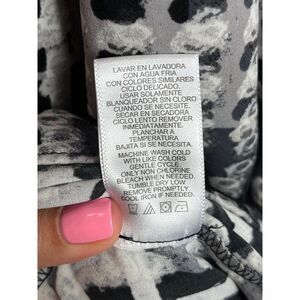 LAVAR EN LAVADORA
CON AGUA FRIA
CON COLORES SIMILARES
CICLO DELICADO.
USAR SOLAMENTE
BLANQUEADOR SIN CLORO
CUANDO SE NECESITE.
SECAR EN SECADORA
CICLO LENTO REMOVER
INMEDIATAMENTE.
PLANCHAR A
TEMPERATURA
BAJITA SI SE NECESITA.
MACHINE WASH COLD
WITH LIKE COLORS
GENTLE CYCLE.
ONLY NON CHLORINE
BLEACH WHEN NEEDED.
TUMBLE DRY LOW
REMOVE PROMPTLY
COOL IRON IF NEEDED.